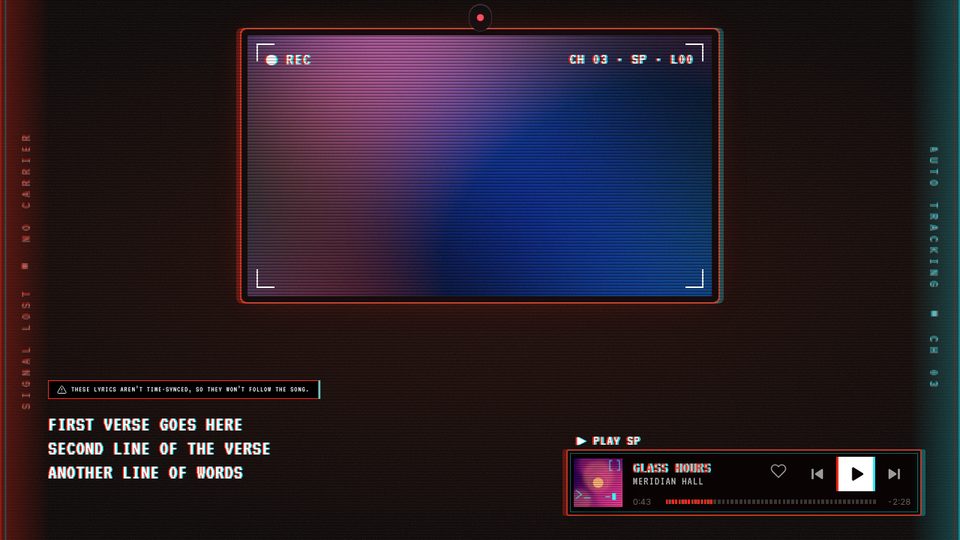 REC
CH 03 - SP - L00
SIGNAL LOST ■ NO CARRIER
AUTO TRACKING ■ CH 03
THESE LYRICS AREN'T TIME-SYNCED, SO THEY WON'T FOLLOW THE SONG.
FIRST VERSE GOES HERE
SECOND LINE OF THE VERSE
ANOTHER LINE OF WORDS
▶ PLAY SP
GLASS HOURS
MERIDIAN HALL
0:43
-2:28